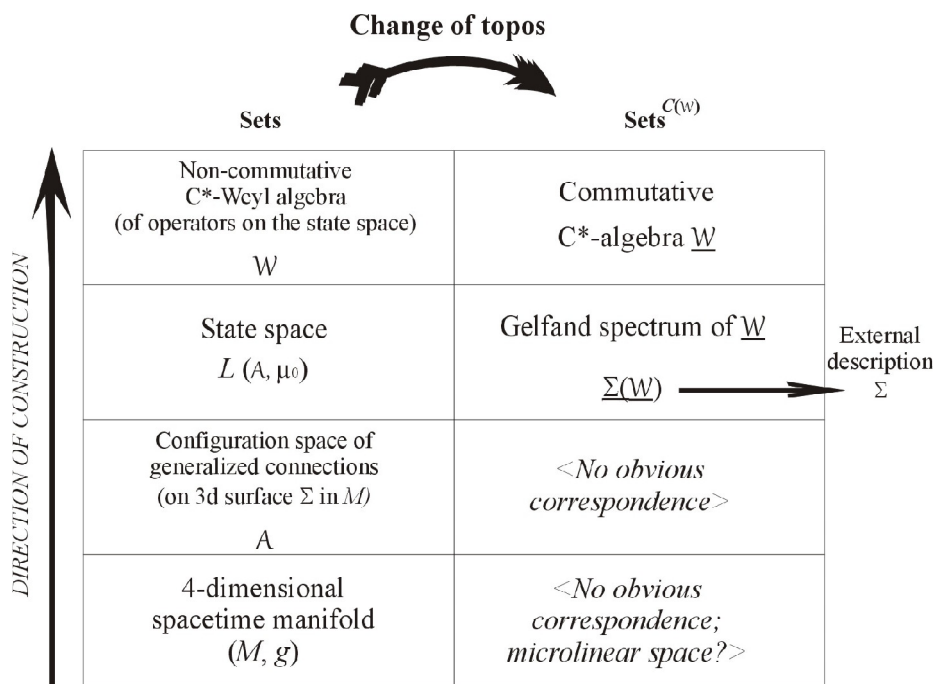 Change of topos
Sets
Sets^C(W)
Non-commutative
C*-Weyl algebra
(of operators on the state space)
W
Commutative
C*-algebra W
State space
L (A, μ₀)
Gelfand spectrum of W
Σ(W)
External
description
Σ
Configuration space of
generalized connections
(on 3d surface Σ in M)
A
<No obvious
correspondence>
4-dimensional
spacetime manifold
(M, g)
<No obvious
correspondence;
microlinear space?>
DIRECTION OF CONSTRUCTION